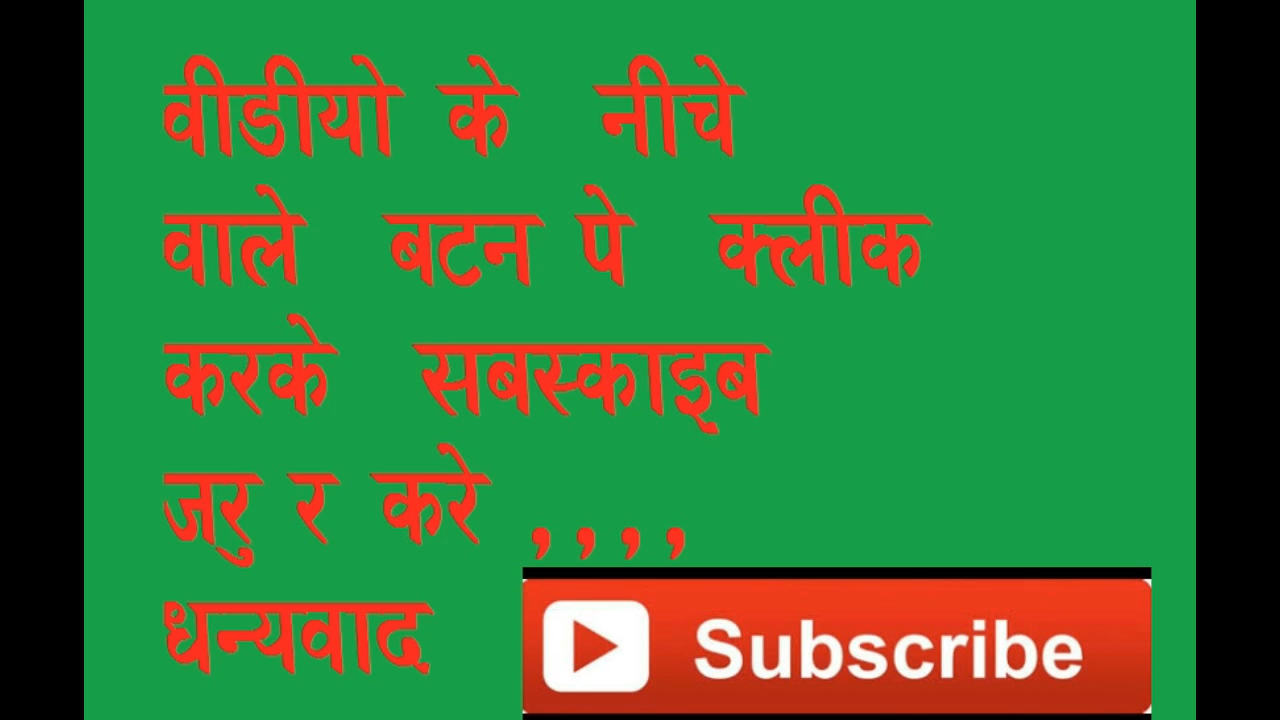 वीडीयो के नीचे
वाले बटन पे क्लीक
करके सबस्काइब
जरु र करे ,,,,
धन्यवाद
Subscribe